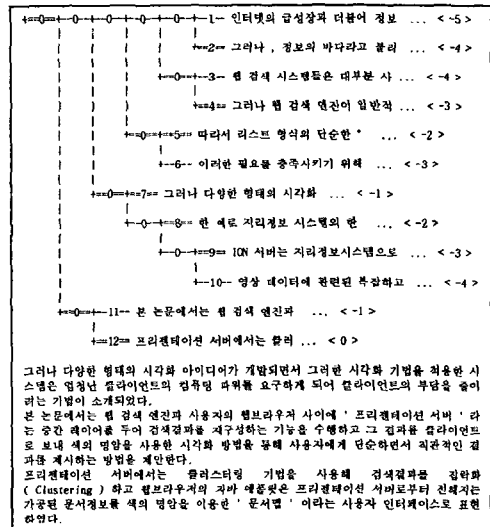 +==0==+--0--+--0--+--0--+--1-- 인터넷의 급성장과 더불어 정보 ... < -5 >
+==2== 그러나 , 정보의 바다라고 불리 ... < -4 >
+==0==+--3-- 웹 검색 시스템들은 대부분 사 ... < -4 >
+==4== 그러나 웹 검색 엔진이 일반적 ... < -3 >
+==0==+==5== 따라서 리스트 형식의 단순한 * ... < -2 >
+--6-- 이러한 필요를 충족시키기 위해 ... < -3 >
+==0==+==7== 그러나 다양한 형태의 시각화 ... < -1 >
+--0--+==8== 한 예로 지리정보 시스템의 한 ... < -2 >
+--0--+==9== ION 서버는 지리정보시스템으로 ... < -3 >
+--10-- 영상 데이터에 관련된 복잡하고 ... < -4 >
+==0==+--11-- 본 논문에서는 웹 검색 엔진과 ... < -1 >
+==12== 프리젠테이션 서버에서는 클러 ... < 0 >
그러나 다양한 형태의 시각화 아이디어가 개발되면서 그러한 시각화 기법을 적용한 시
스템은 엄청난 클라이언트의 컴퓨팅 파워를 요구하게 되어 클라이언트의 부담을 줄이
려는 기법이 소개되었다.
본 논문에서는 웹 검색 엔진과 사용자의 웹브라우저 사이에 ' 프리젠테이션 서버 ' 라
는 중간 레이어를 두어 검색결과를 재구성하는 기능을 수행하고 그 결과를 클라이언트
로 보내 색의 명암을 사용한 시각화 방법을 통해 사용자에게 단순하면서 직관적인 결
과를 제시하는 방법을 제안한다.
프리젠테이션 서버에서는 클러스터링 기법을 사용해 검색결과를 집락화
( Clustering ) 하고 웹브라우저의 자바 애플릿은 프리젠테이션 서버로부터 전해지는
가공된 문서정보를 색의 명암을 이용한 ' 문서맵 ' 이라는 사용자 인터페이스로 표현
하였다.